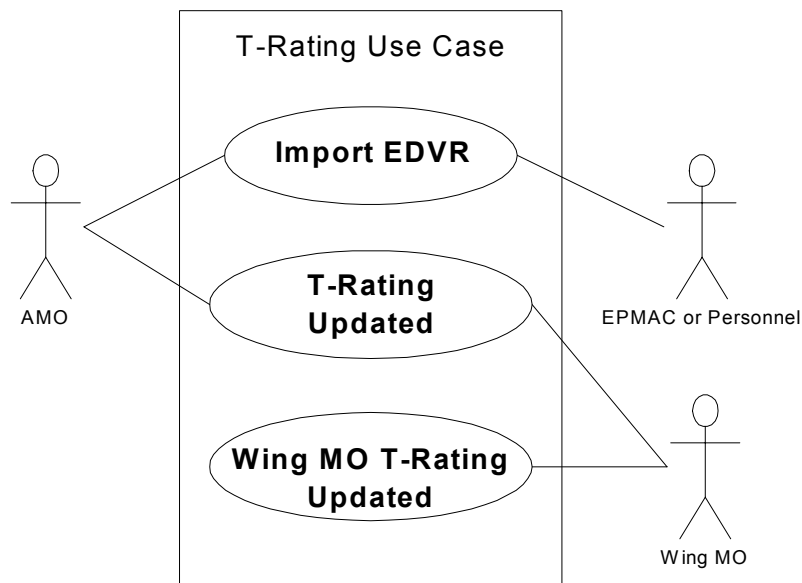 T-Rating Use Case
Import EDVR
AMO
T-Rating
Updated
EPMAC or Personnel
Wing MO T-Rating
Updated
Wing MO